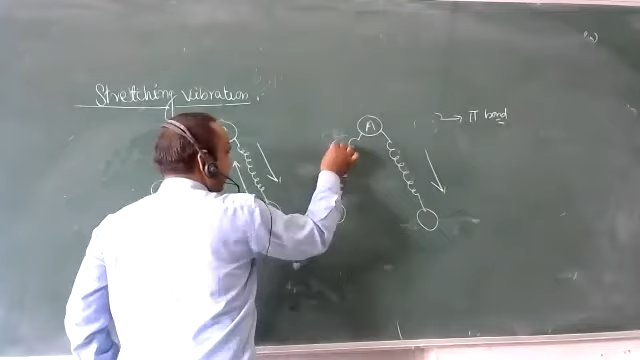 Stretching vibration.
A
→ π bond